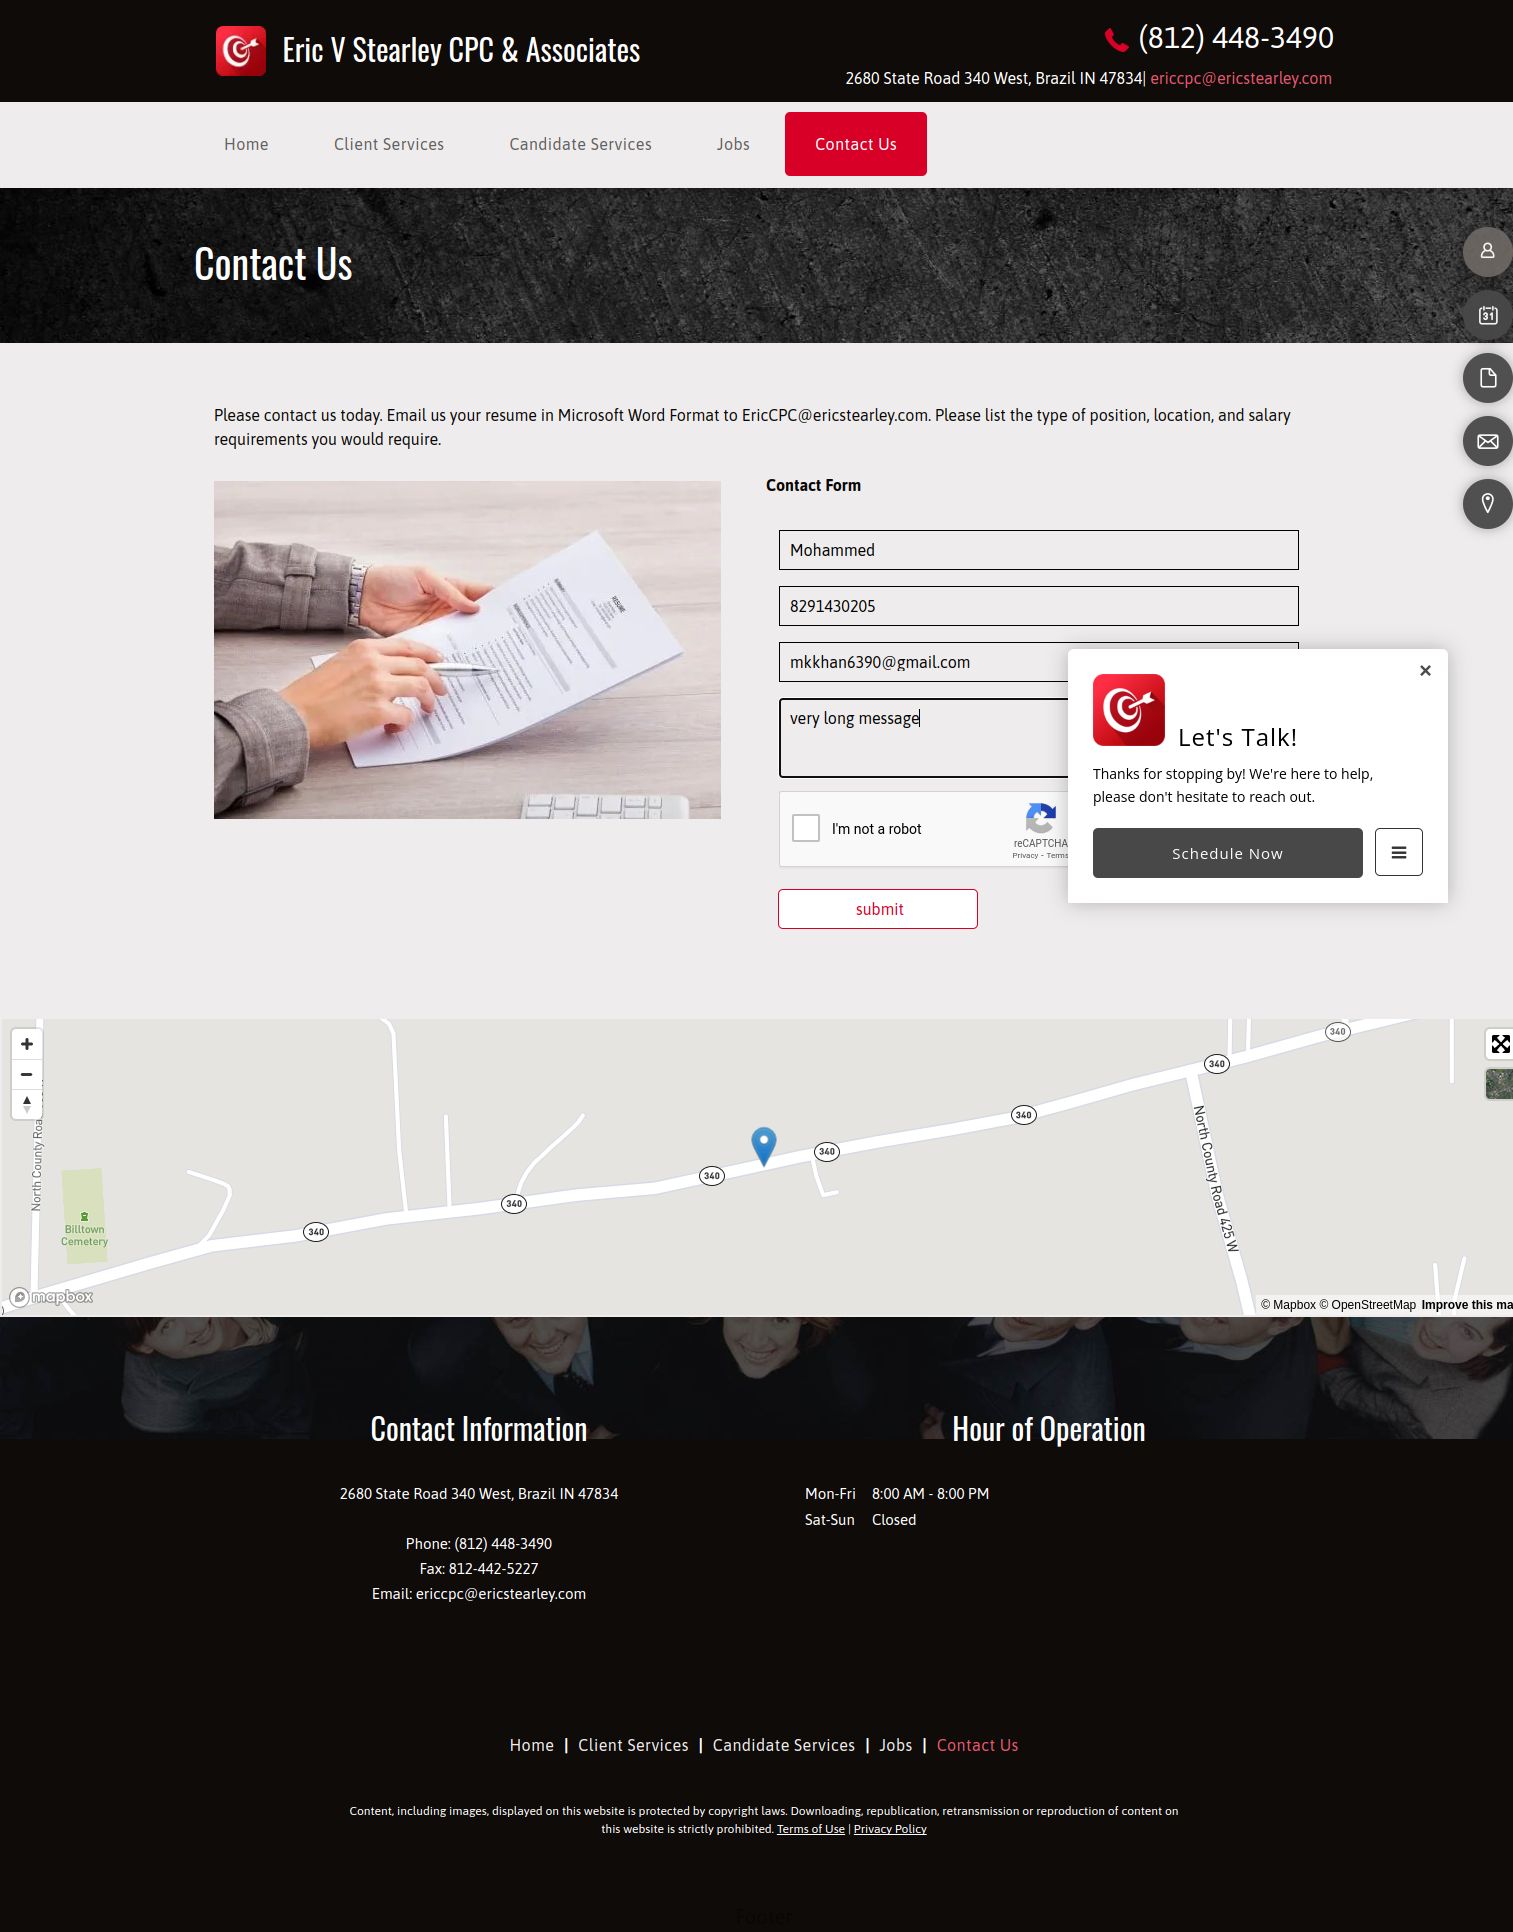 Eric V Stearley CPC & Associates
(812) 448-3490
2680 State Road 340 West, Brazil IN 47834| ericcpc@ericstearley.com
Home
Client Services
Candidate Services
Jobs
Contact Us
Contact Us
31
Please contact us today. Email us your resume in Microsoft Word Format to EricCPC@ericstearley.com. Please list the type of position, location, and salary
requirements you would require.
RESUME
Contact Form
Mohammed
8291430205
mkkhan6390@gmail.com
very long message
I'm not a robot
reCAPTCHA
Privacy - Terms
submit
×
Let's Talk!
Thanks for stopping by! We're here to help,
please don't hesitate to reach out.
Schedule Now
340
340
340
340
340
340
340
North County Roa
North County Road 425 W
Billtown
Cemetery
mapbox
© Mapbox © OpenStreetMap Improve this ma
Contact Information
2680 State Road 340 West, Brazil IN 47834
Phone: (812) 448-3490
Fax: 812-442-5227
Email: ericcpc@ericstearley.com
Hour of Operation
Mon-Fri 8:00 AM - 8:00 PM
Sat-Sun Closed
Home | Client Services | Candidate Services | Jobs | Contact Us
Content, including images, displayed on this website is protected by copyright laws. Downloading, republication, retransmission or reproduction of content on
this website is strictly prohibited. Terms of Use | Privacy Policy
Footer